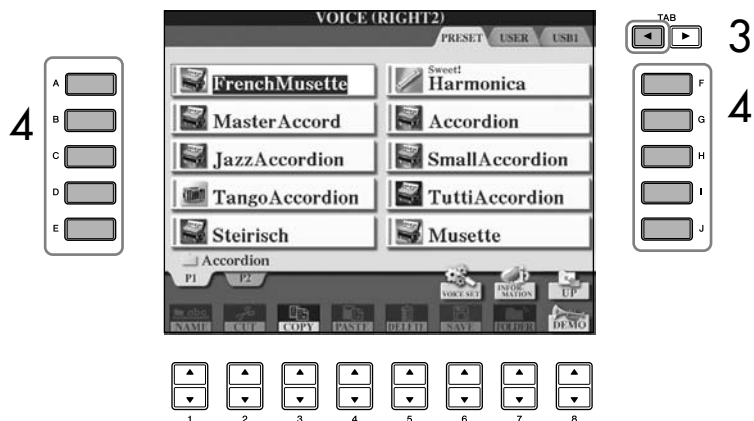 VOICE (RIGHT2)
PRESET USER USB1
TAB
3
4
A
B
C
D
E
FrenchMusette
MasterAccord
JazzAccordion
TangoAccordion
Steirisch
Sweet!
Harmonica
Accordion
SmallAccordion
TuttiAccordion
Musette
F
G
H
I
J
4
Accordion
P1 P2
VOICE SET
INFOR-
MATION
UP
NAME CUT COPY PASTE DELETE SAVE FOLDER DEMO
1 2 3 4 5 6 7 8